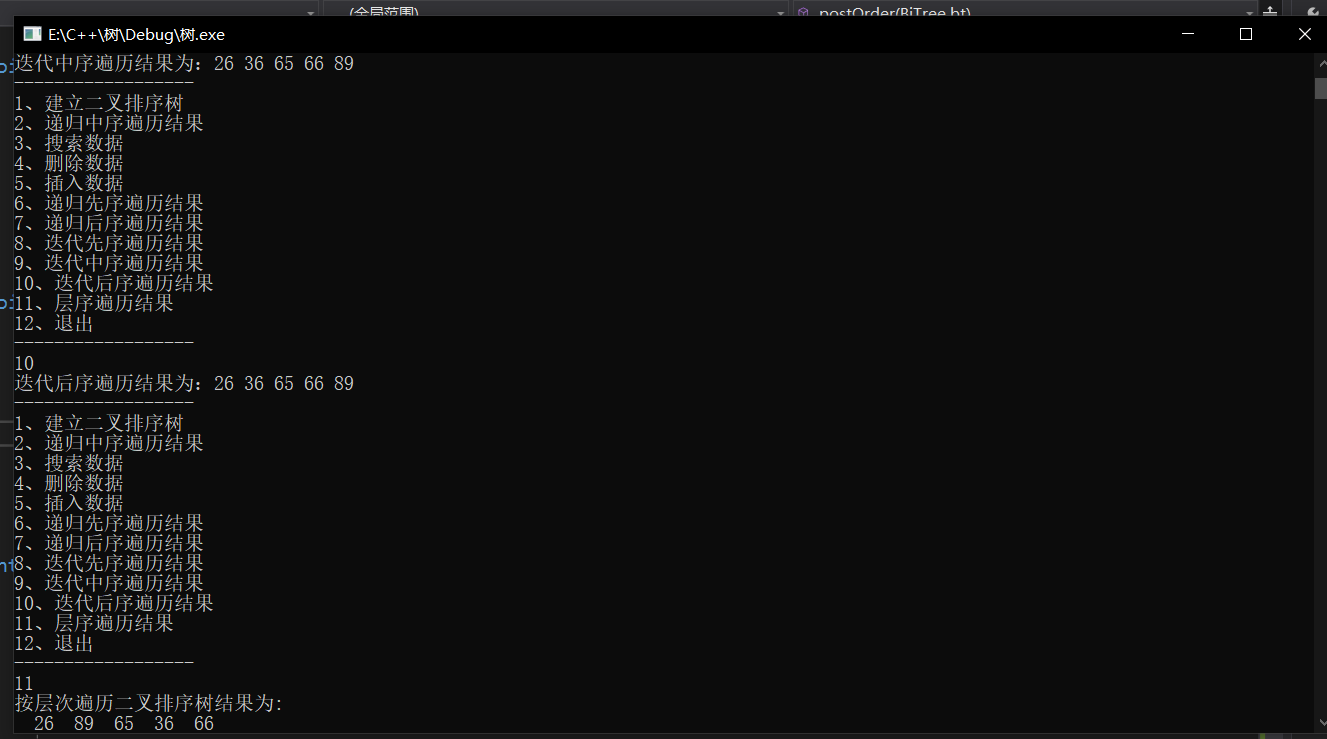 (全局范围)
postOrder(BiTree bt)
E:\C++\树\Debug\树.exe
迭代中序遍历结果为: 26 36 65 66 89
------------------
1、建立二叉排序树
2、递归中序遍历结果
3、搜索数据
4、删除数据
5、插入数据
6、递归先序遍历结果
7、递归后序遍历结果
8、迭代先序遍历结果
9、迭代中序遍历结果
10、迭代后序遍历结果
11、层序遍历结果
12、退出
------------------
10
迭代后序遍历结果为: 26 36 65 66 89
------------------
1、建立二叉排序树
2、递归中序遍历结果
3、搜索数据
4、删除数据
5、插入数据
6、递归先序遍历结果
7、递归后序遍历结果
8、迭代先序遍历结果
9、迭代中序遍历结果
10、迭代后序遍历结果
11、层序遍历结果
12、退出
------------------
11
按层次遍历二叉排序树结果为:
26 89 65 36 66